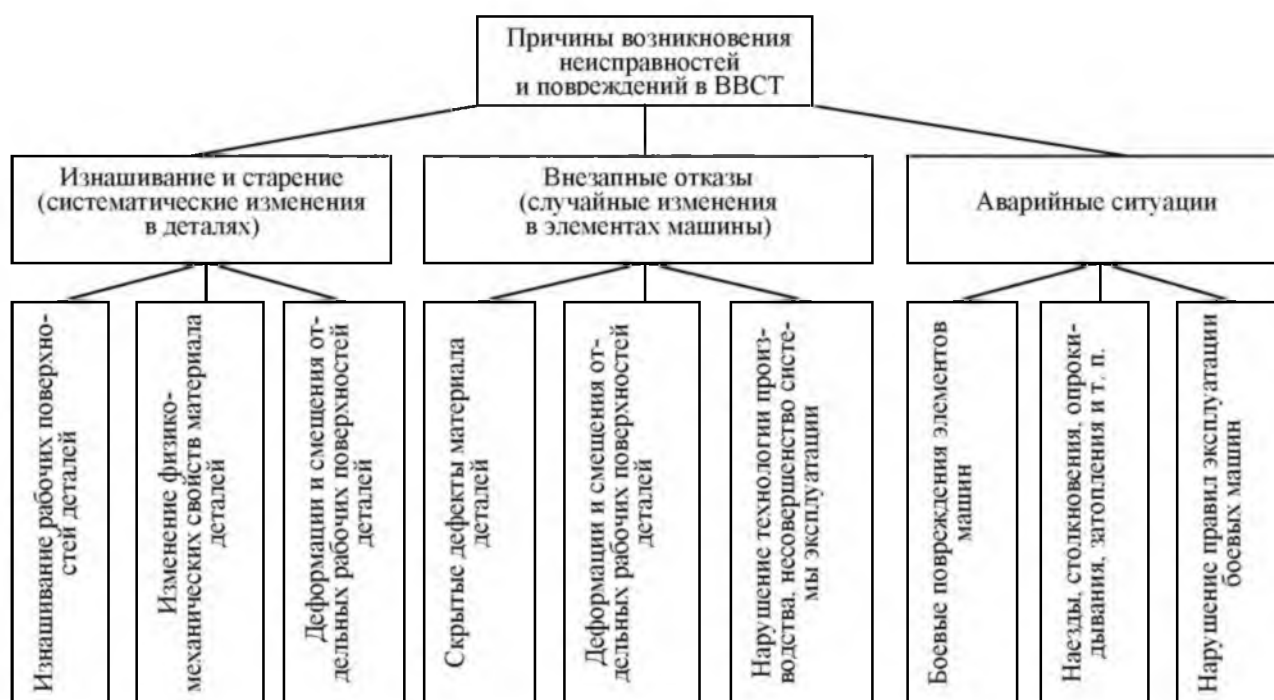 Причины возникновения
неисправностей
и повреждений в ВВСТ
Изнашивание и старение
(систематические изменения
в деталях)
Внезапные отказы
(случайные изменения
в элементах машины)
Аварийные ситуации
Изнашивание рабочих поверхно-
стей деталей
Изменение физико-
механических свойств материала
деталей
Деформации и смещения от-
дельных рабочих поверхностей
деталей
Скрытые дефекты материала
деталей
Деформации и смещения от-
дельных рабочих поверхностей
деталей
Нарушение технологии произ-
водства, несовершенство систе-
мы эксплуатации
Боевые повреждения элементов
машин
Наезды, столкновения, опроки-
дывания, затопления и т. п.
Нарушение правил эксплуатации
боевых машин